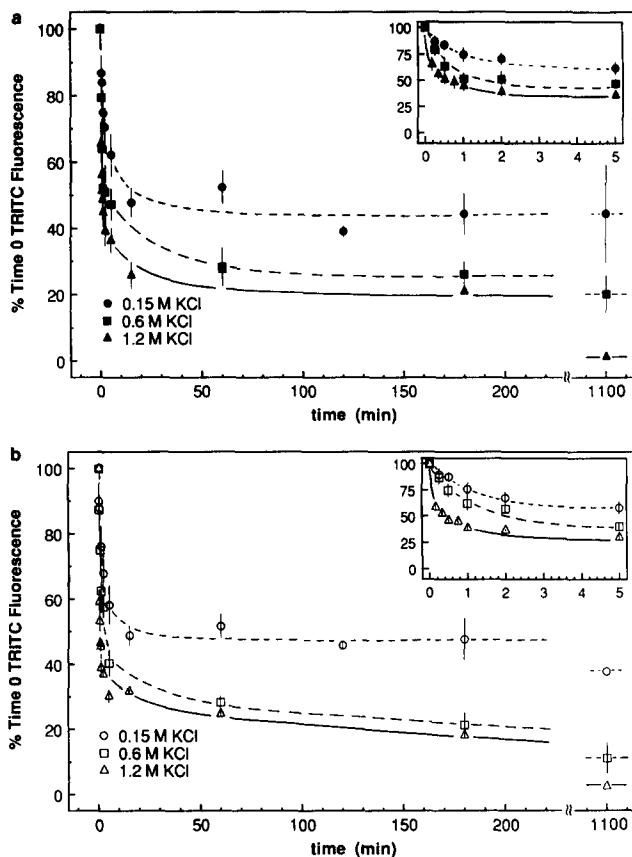 a
% Time 0 TRITC Fluorescence
100
80
60
40
20
0
● 0.15 M KCl
■ 0.6 M KCl
▲ 1.2 M KCl
0 50 100 150 200 1100
time (min)
100
75
50
25
0
0 1 2 3 4 5
b
% Time 0 TRITC Fluorescence
100
80
60
40
20
0
○ 0.15 M KCl
□ 0.6 M KCl
△ 1.2 M KCl
0 50 100 150 200 1100
time (min)
100
75
50
25
0
0 1 2 3 4 5